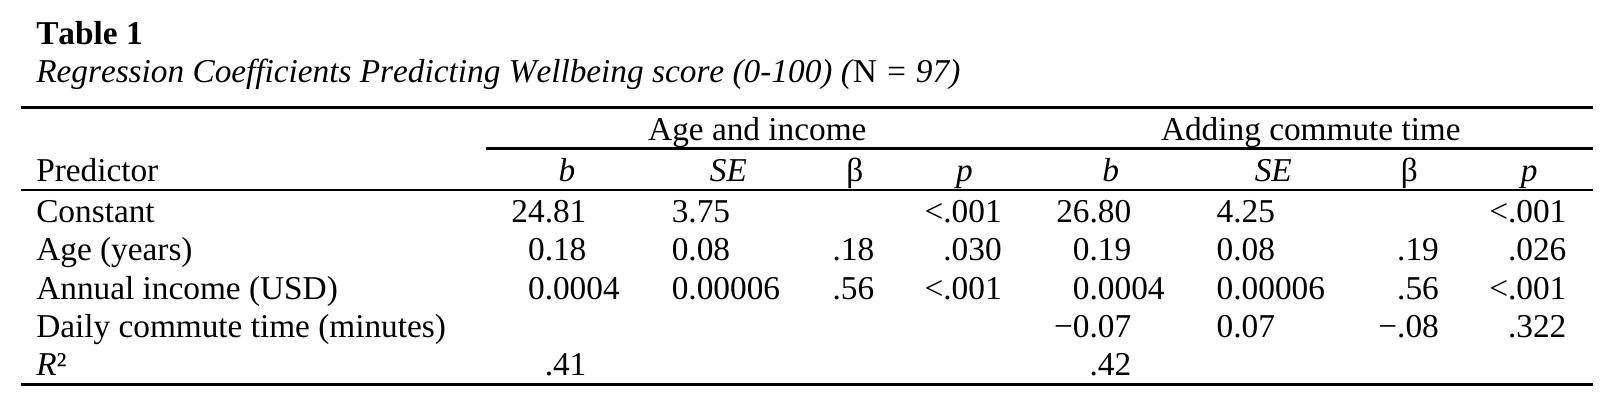 Table 1
Regression Coefficients Predicting Wellbeing score (0-100) (N = 97)
Age and income Adding commute time
Predictor b SE β p b SE β p
Constant 24.81 3.75 <.001 26.80 4.25 <.001
Age (years) 0.18 0.08 .18 .030 0.19 0.08 .19 .026
Annual income (USD) 0.0004 0.00006 .56 <.001 0.0004 0.00006 .56 <.001
Daily commute time (minutes) −0.07 0.07 −.08 .322
R² .41 .42